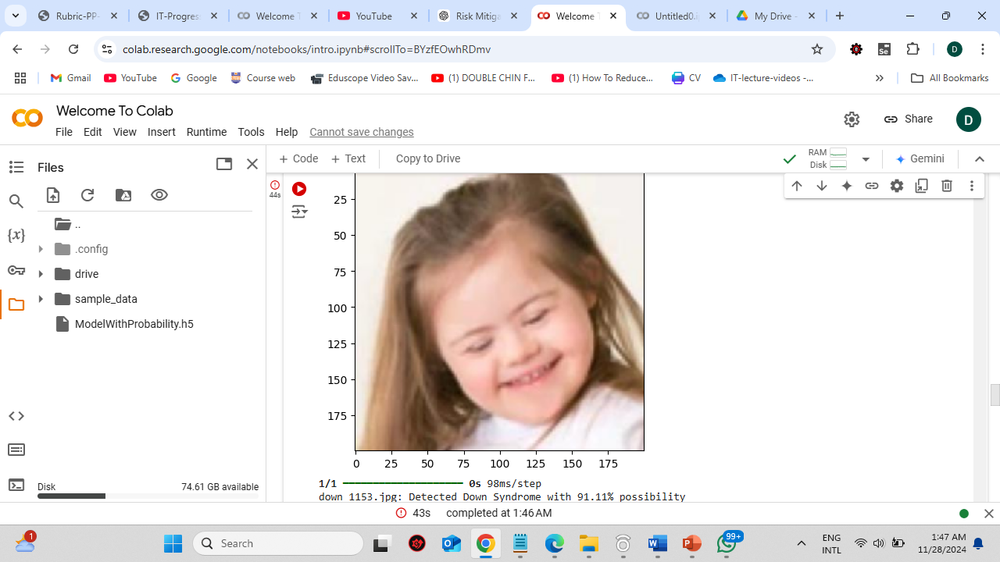 Rubric-PP-
IT-Progres
Welcome T
YouTube
Risk Mitiga
Welcome T
Untitled0.i
My Drive -
colab.research.google.com/notebooks/intro.ipynb#scrollTo=BYzfEOwhRDmv
Se
D
Gmail
YouTube
Google
Course web
Eduscope Video Sav...
(1) DOUBLE CHIN F...
(1) How To Reduce...
CV
IT-lecture-videos -...
All Bookmarks
Welcome To Colab
File Edit View Insert Runtime Tools Help Cannot save changes
Share
D
Files
+ Code + Text Copy to Drive
RAM
Disk
Gemini
44s
..
.config
drive
sample_data
ModelWithProbability.h5
{x}
25
50
75
100
125
150
175
0 25 50 75 100 125 150 175
1/1 0s 98ms/step
down 1153.jpg: Detected Down Syndrome with 91.11% possibility
Disk 74.61 GB available
43s completed at 1:46 AM
1
Search
99+
ENG
INTL
1:47 AM
11/28/2024